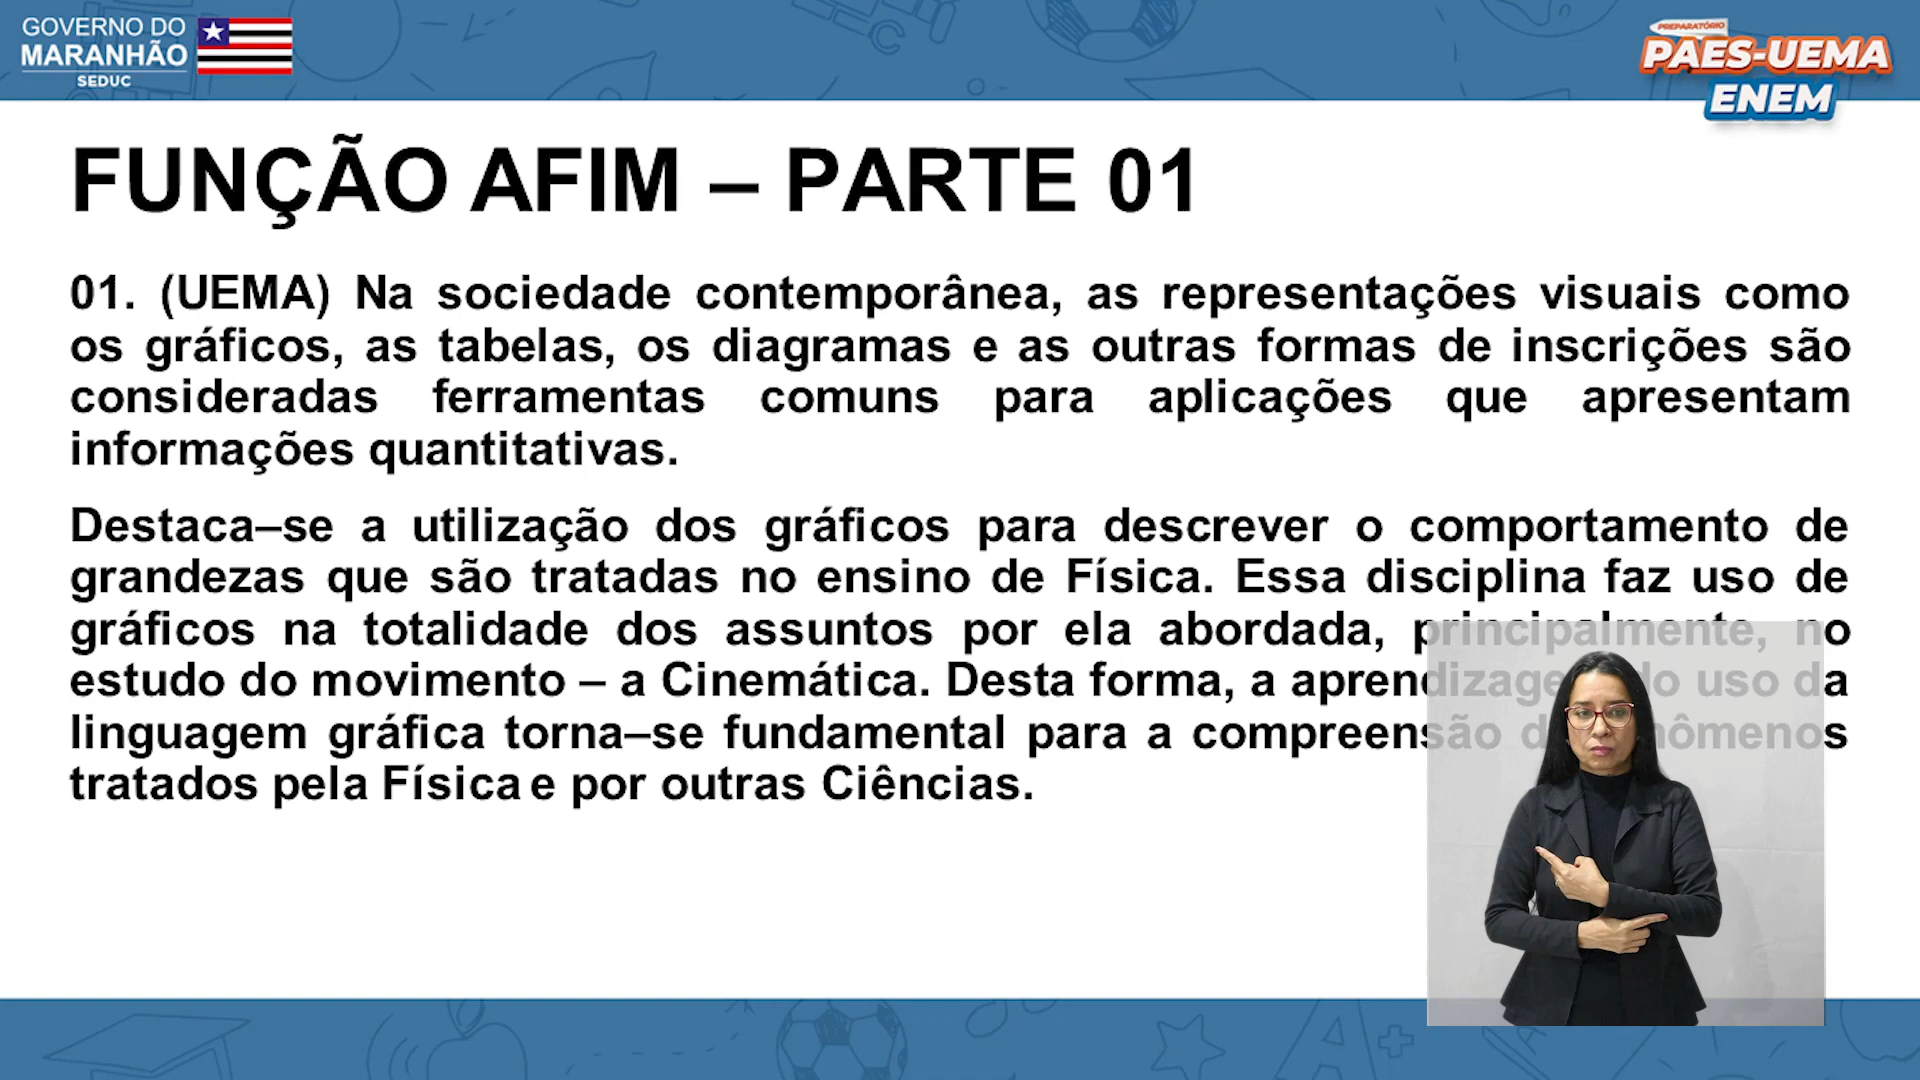 GOVERNO DO
MARANHÃO
SEDUC
PREPARATÓRIO
PAES-UEMA
ENEM
FUNÇÃO AFIM – PARTE 01
01. (UEMA) Na sociedade contemporânea, as representações visuais como
os gráficos, as tabelas, os diagramas e as outras formas de inscrições são
consideradas ferramentas comuns para aplicações que apresentam
informações quantitativas.
Destaca–se a utilização dos gráficos para descrever o comportamento de
grandezas que são tratadas no ensino de Física. Essa disciplina faz uso de
gráficos na totalidade dos assuntos por ela abordada, principalmente, no
estudo do movimento – a Cinemática. Desta forma, a aprendizagem do uso da
linguagem gráfica torna–se fundamental para a compreensão de fenômenos
tratados pela Física e por outras Ciências.